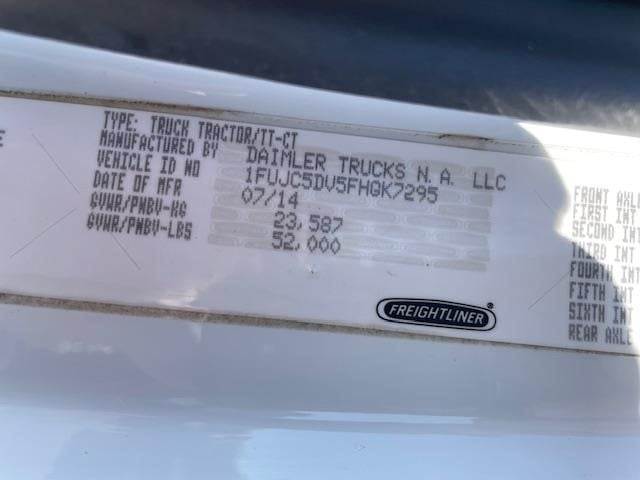 TYPE: TRUCK TRACTOR/TT-CT
MANUFACTURED BY DAIMLER TRUCKS N.A. LLC
VEHICLE ID NO 1FUJC5DV5FHGK7295
DATE OF MFR 07/14
GVWR/PNBV-KG 23,587
GVWR/PNBV-LBS 52,000
FREIGHTLINER®
FRONT AXLE
FIRST INT
SECOND INT
THIRD INT
FOURTH INT
FIFTH INT
SIXTH INT
REAR AXLE